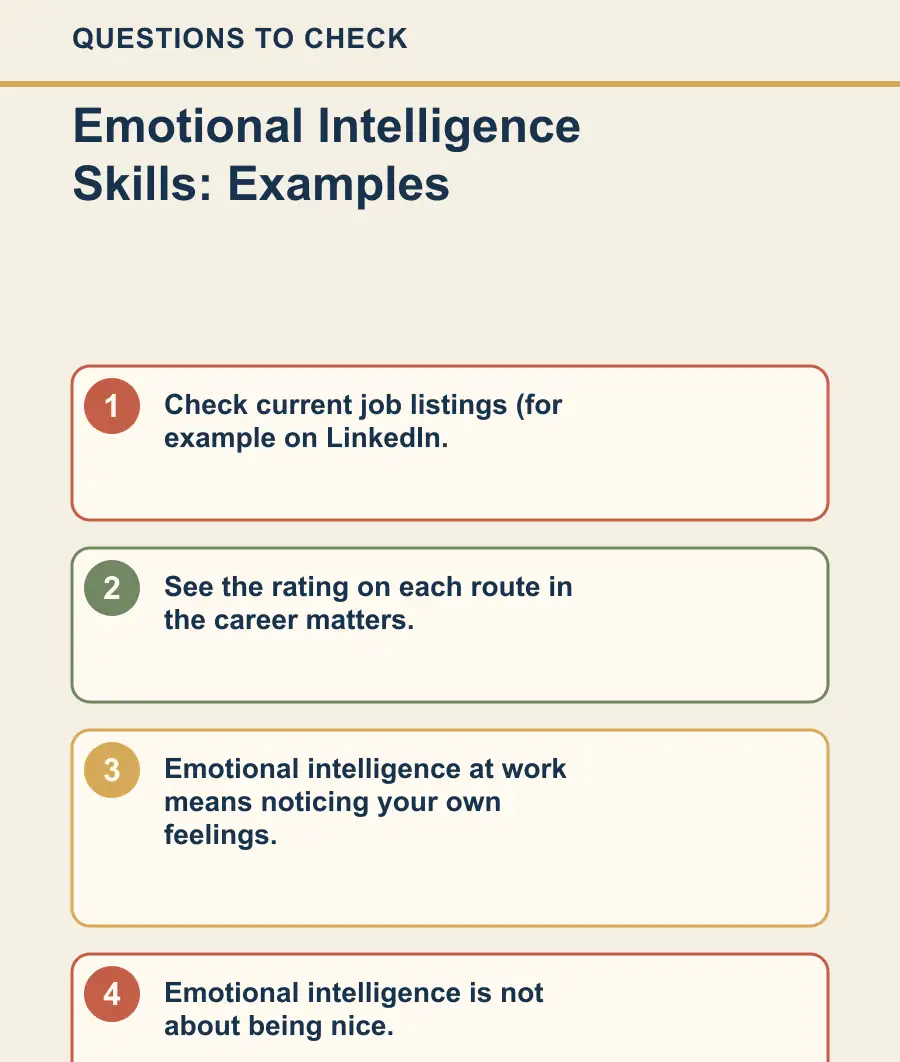 QUESTIONS TO CHECK
Emotional Intelligence
Skills: Examples
1
Check current job listings (for
example on LinkedIn.
2
See the rating on each route in
the career matters.
3
Emotional intelligence at work
means noticing your own
feelings.
4
Emotional intelligence is not
about being nice.